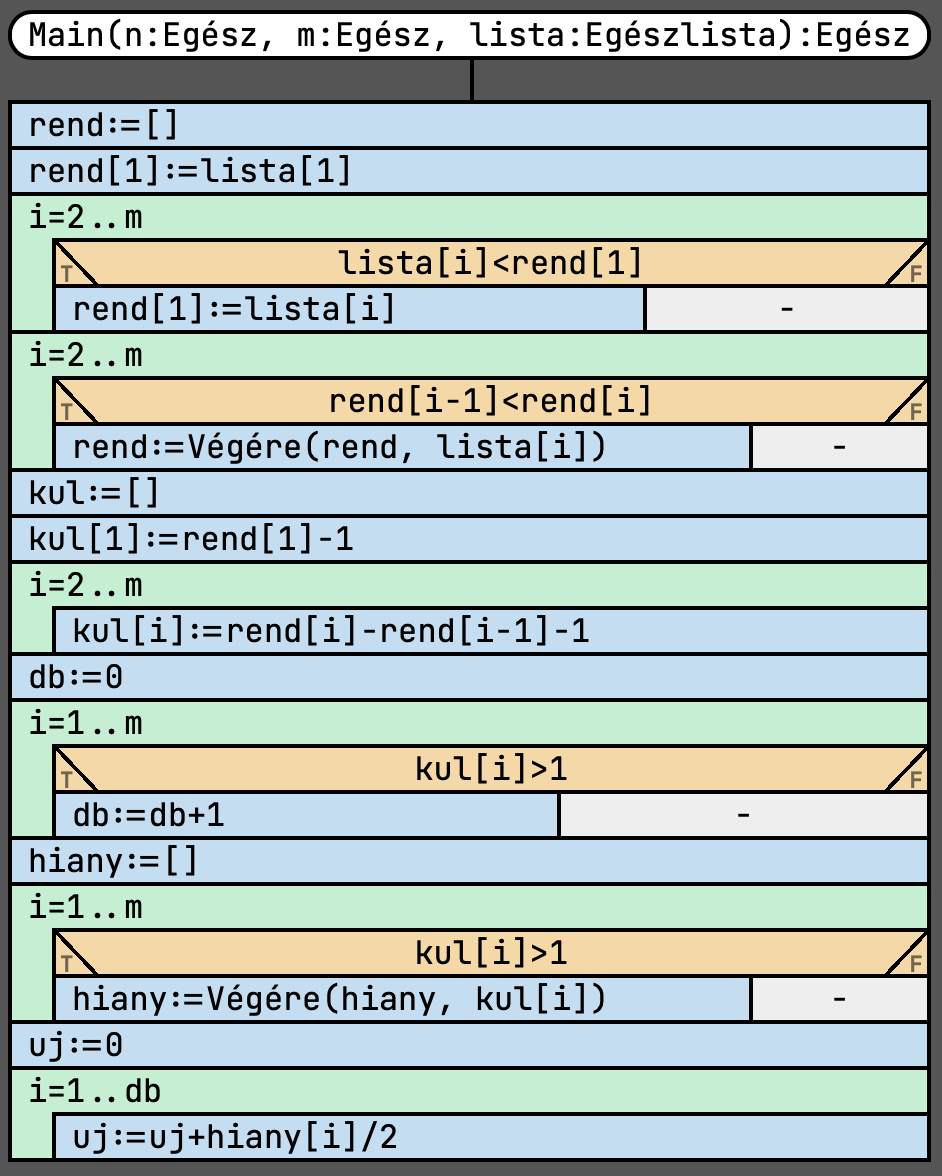 Main(n:Egész, m:Egész, lista:Egészlista):Egész
rend:=[]
rend[1]:=lista[1]
i=2..m
T lista[i]<rend[1] F
rend[1]:=lista[i] -
i=2..m
T rend[i-1]<rend[i] F
rend:=Végére(rend, lista[i]) -
kul:=[]
kul[1]:=rend[1]-1
i=2..m
kul[i]:=rend[i]-rend[i-1]-1
db:=0
i=1..m
T kul[i]>1 F
db:=db+1 -
hiany:=[]
i=1..m
T kul[i]>1 F
hiany:=Végére(hiany, kul[i]) -
uj:=0
i=1..db
uj:=uj+hiany[i]/2